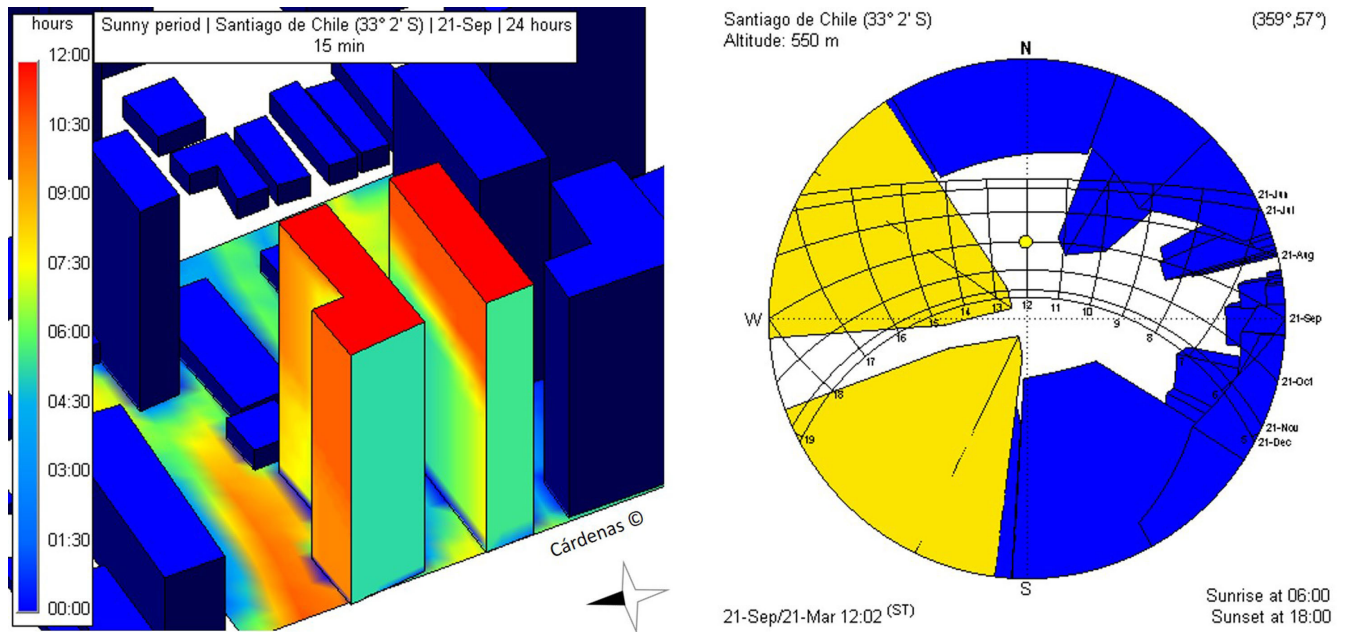 hours
Sunny period | Santiago de Chile (33° 2' S) | 21-Sep | 24 hours
15 min
12:00
10:30
09:00
07:30
06:00
04:30
03:00
01:30
00:00
Cárdenas ©
Santiago de Chile (33° 2' S)
(359°,57°)
Altitude: 550 m
N
21-Jun
21-Jul
21-Aug
W
15
14
13
12
11
10
21-Sep
16
9
8
17
21-Oct
18
6
21-Nov
19
5
21-Dec
S
21-Sep/21-Mar 12:02 (ST)
Sunrise at 06:00
Sunset at 18:00